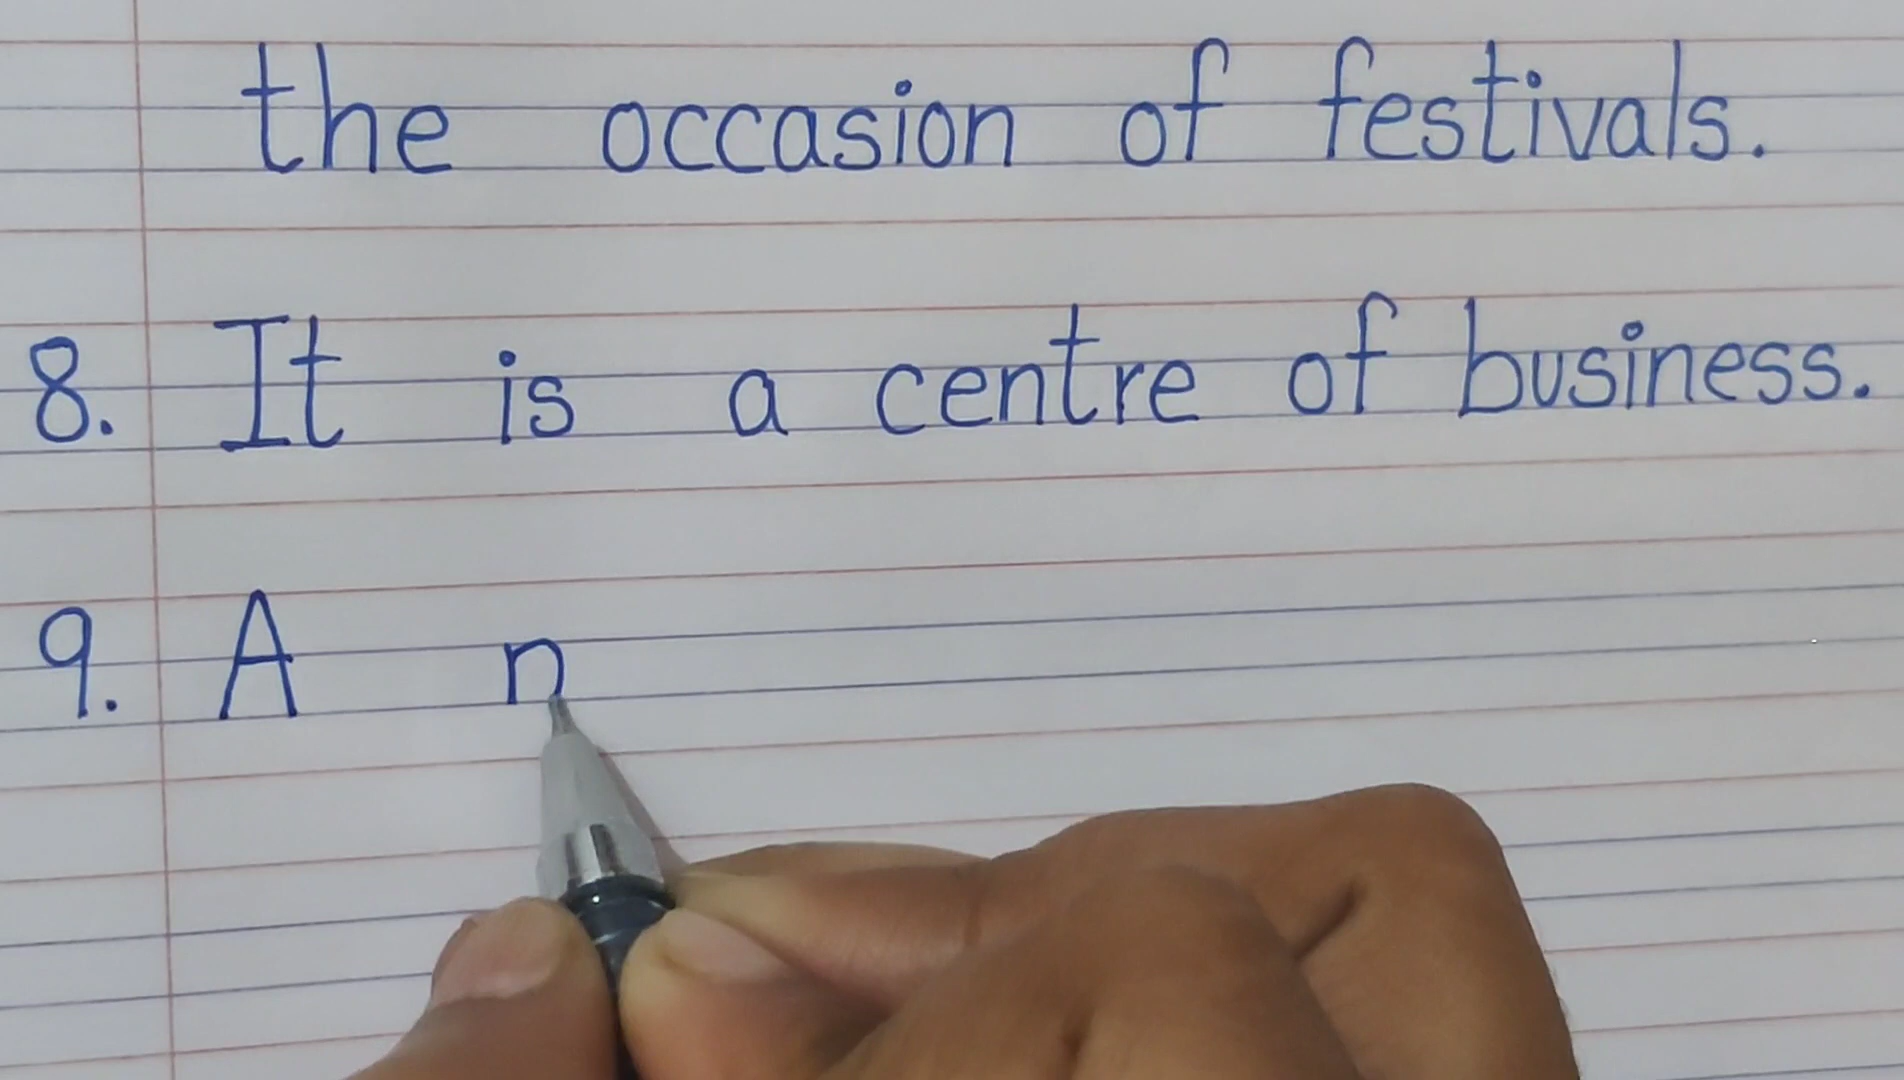 the occasion of festivals.
8. It is a centre of business.
9. A n